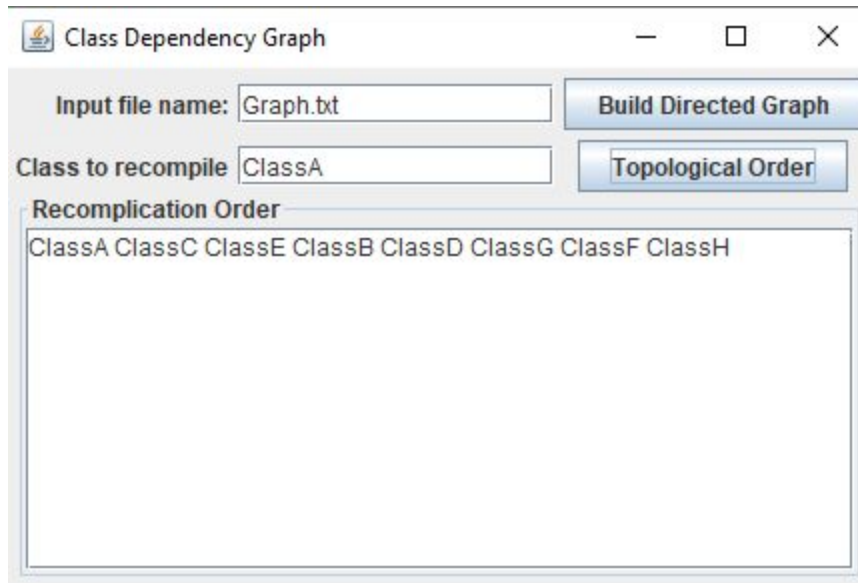 Class Dependency Graph
Input file name: Graph.txt Build Directed Graph
Class to recompile ClassA Topological Order
Recomplication Order
ClassA ClassC ClassE ClassB ClassD ClassG ClassF ClassH